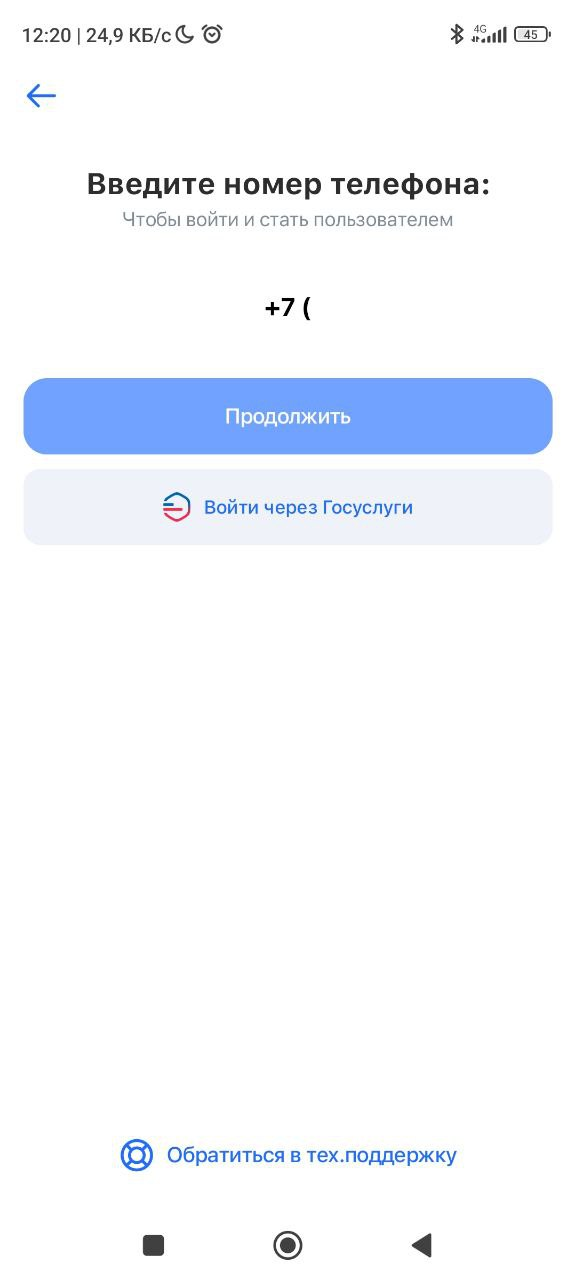 12:20 | 24,9 КБ/с
4G
45
Введите номер телефона:
Чтобы войти и стать пользователем
+7 (
Продолжить
Войти через Госуслуги
Обратиться в тех.поддержку